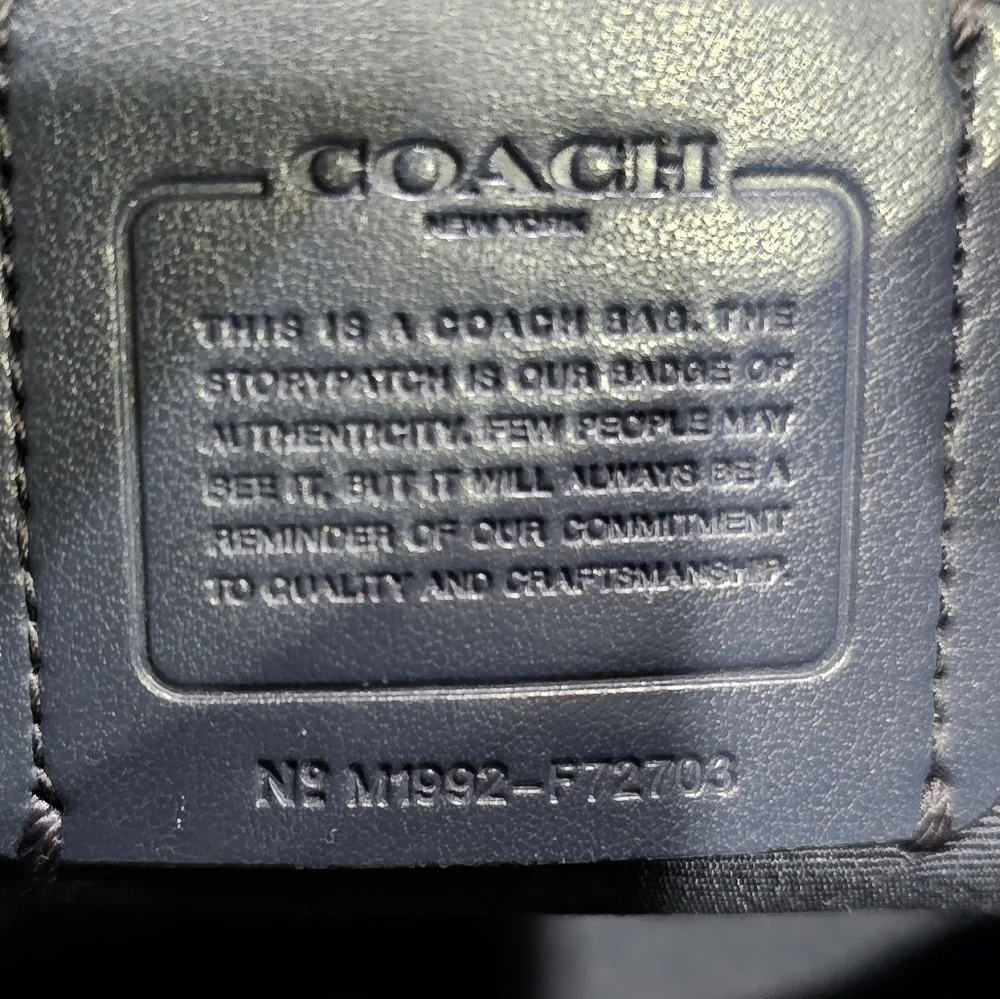 COACH
NEW YORK
THIS IS A COACH BAG. THE
STORYPATCH IS OUR BADGE OF
AUTHENTICITY. FEW PEOPLE MAY
SEE IT, BUT IT WILL ALWAYS BE A
REMINDER OF OUR COMMITMENT
TO QUALITY AND CRAFTSMANSHIP.
Nº M1992-F72703